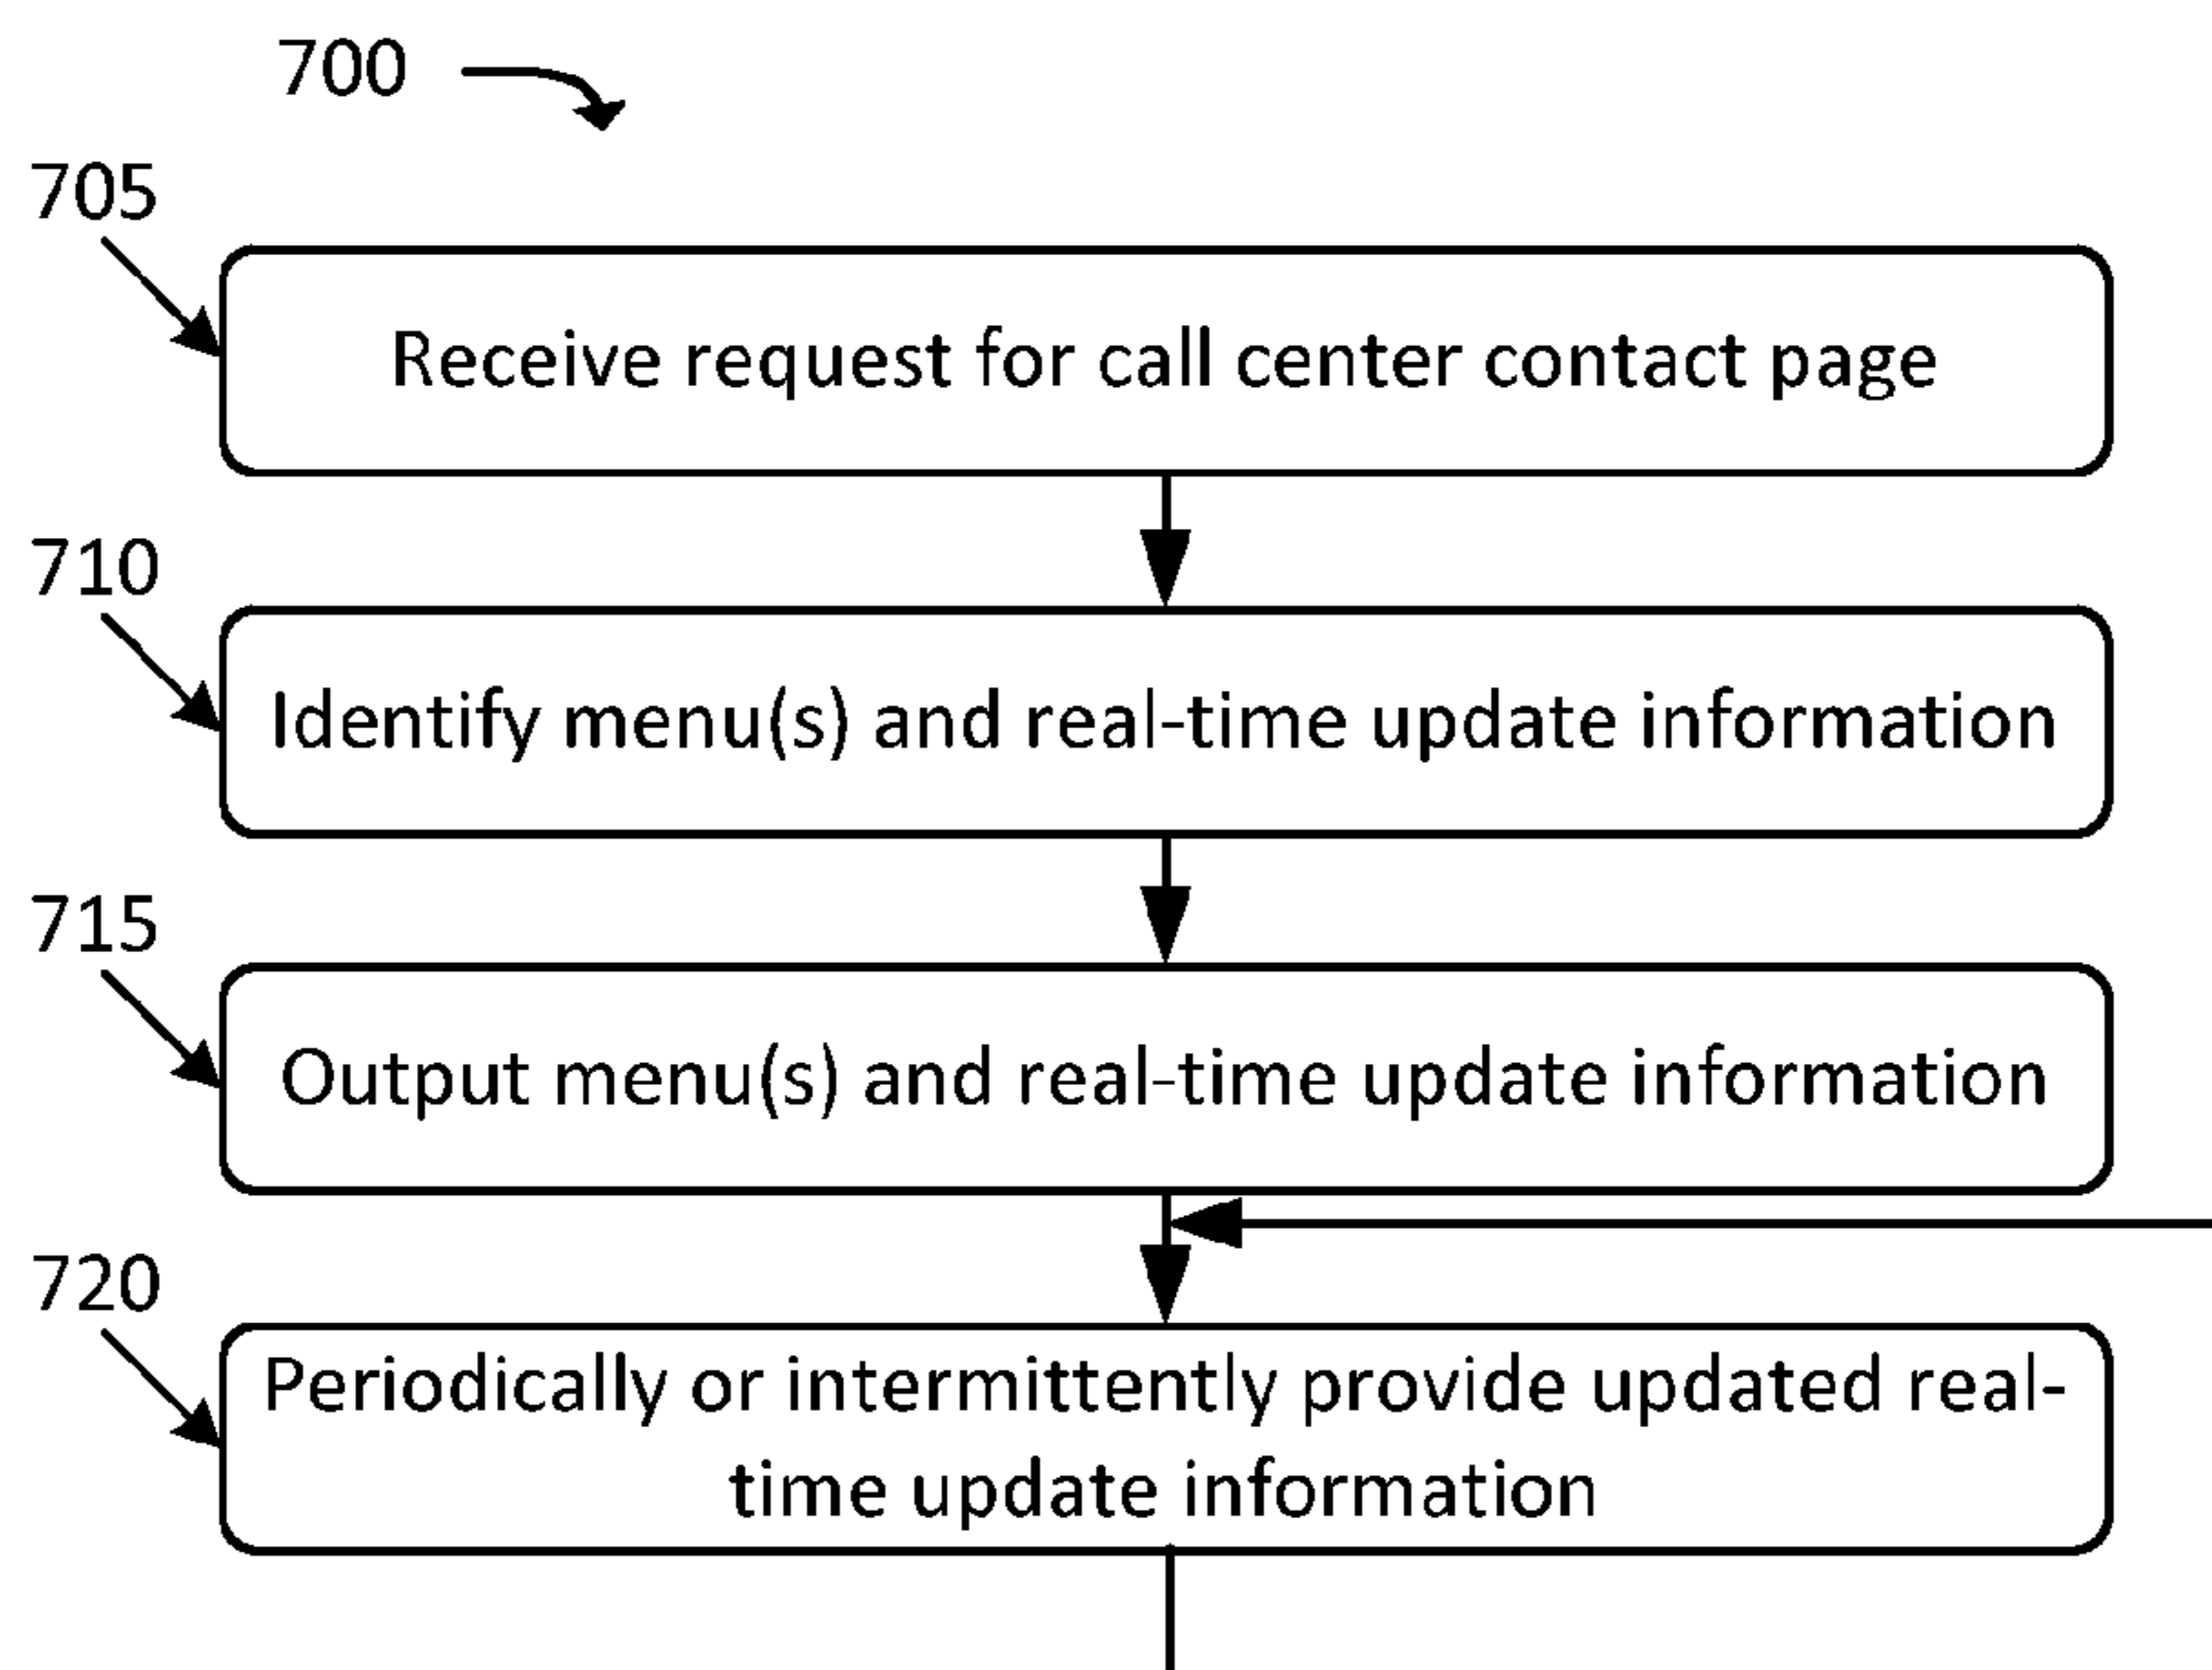 700
705
Receive request for call center contact page
710
Identify menu(s) and real-time update information
715
Output menu(s) and real-time update information
720
Periodically or intermittently provide updated real-
time update information